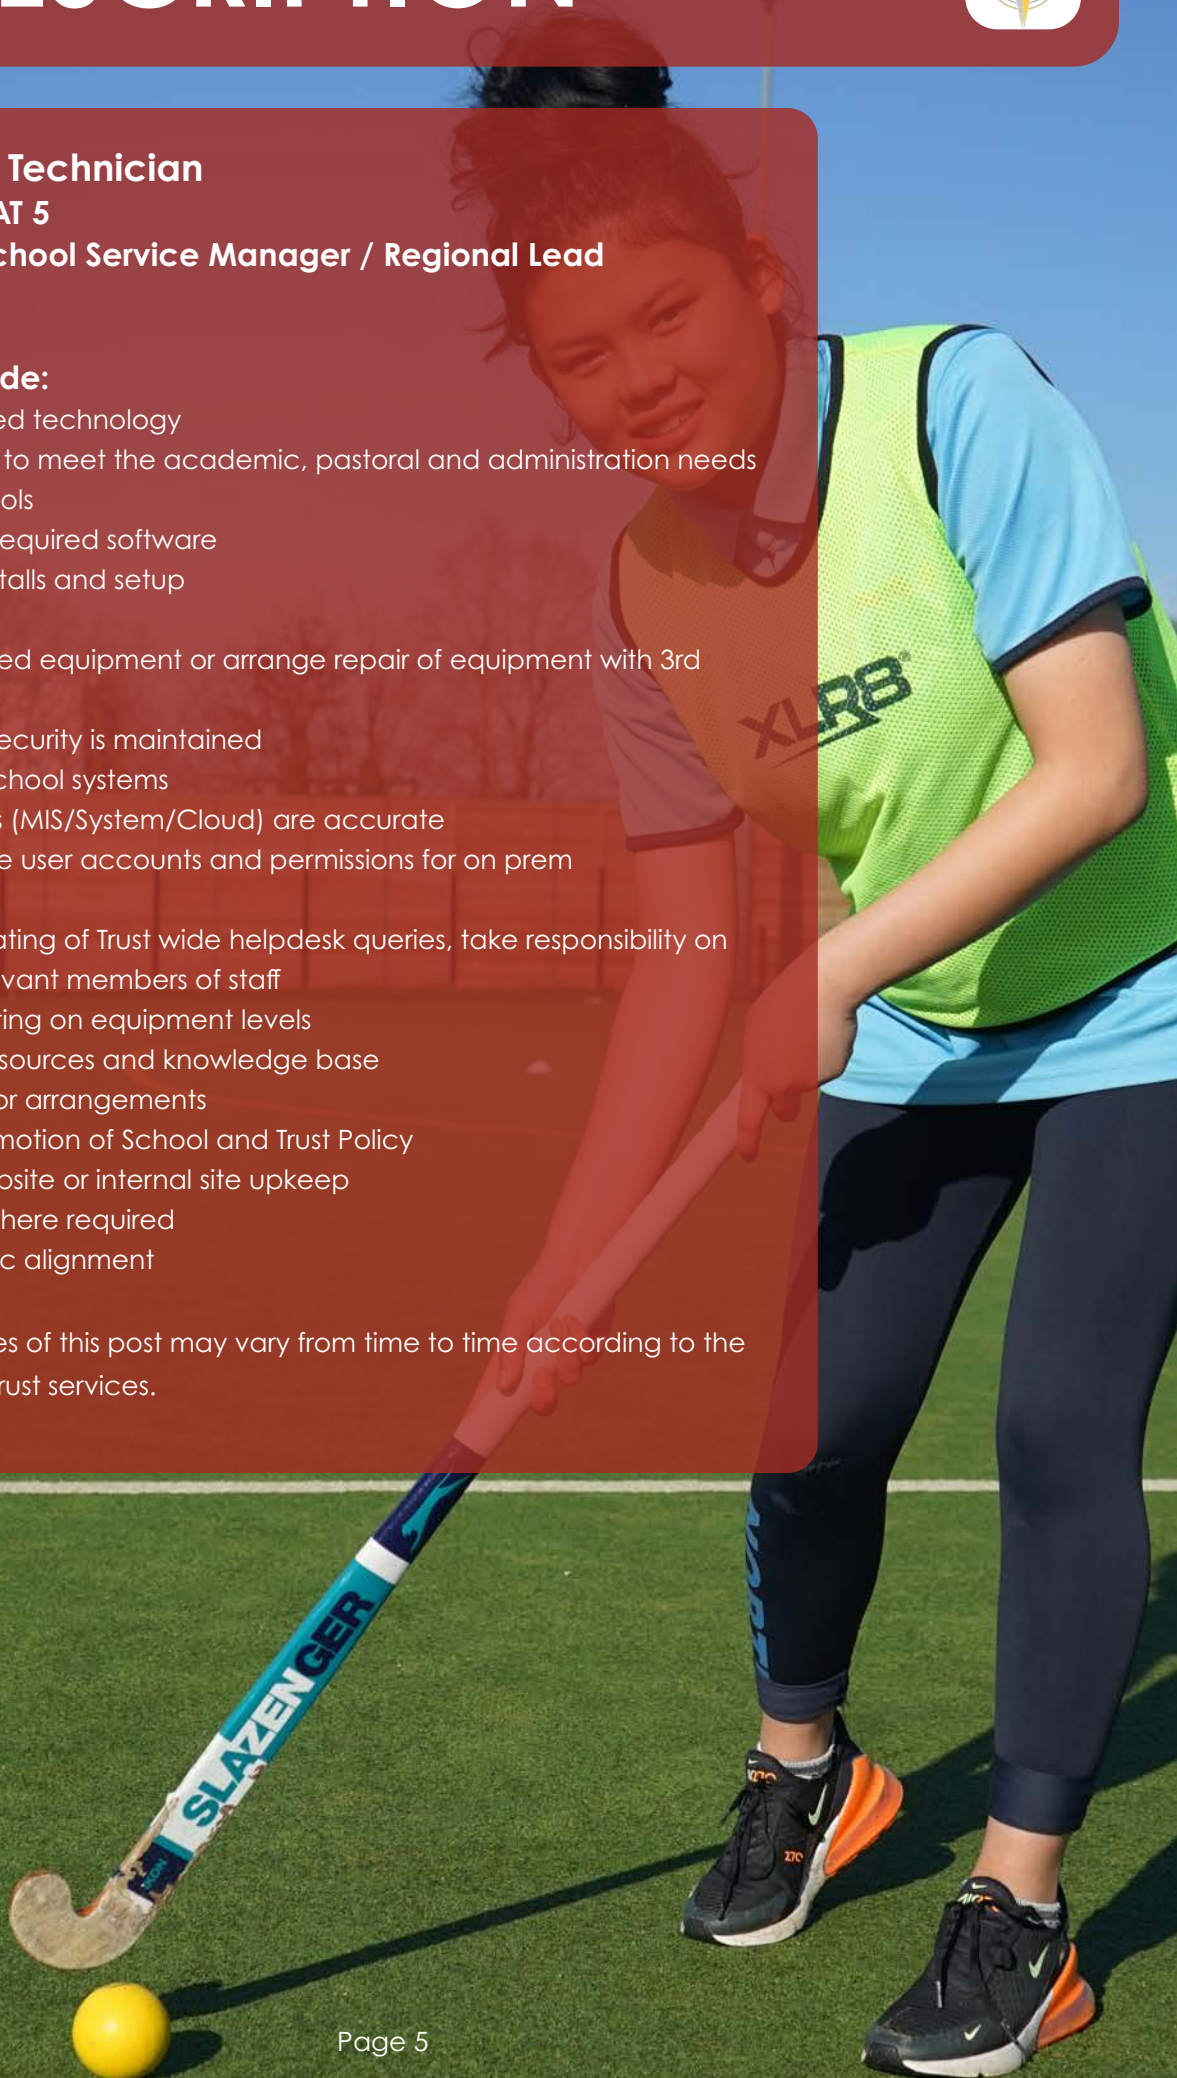 Technician
AT 5
School Service Manager / Regional Lead
de:
ed technology
to meet the academic, pastoral and administration needs
ols
equired software
talls and setup
ed equipment or arrange repair of equipment with 3rd
ecurity is maintained
chool systems
s (MIS/System/Cloud) are accurate
e user accounts and permissions for on prem
ating of Trust wide helpdesk queries, take responsibility on
vant members of staff
ring on equipment levels
sources and knowledge base
or arrangements
motion of School and Trust Policy
bsite or internal site upkeep
here required
c alignment
es of this post may vary from time to time according to the
rust services.
XLR8
SLAZENGER
IKON
270
Page 5